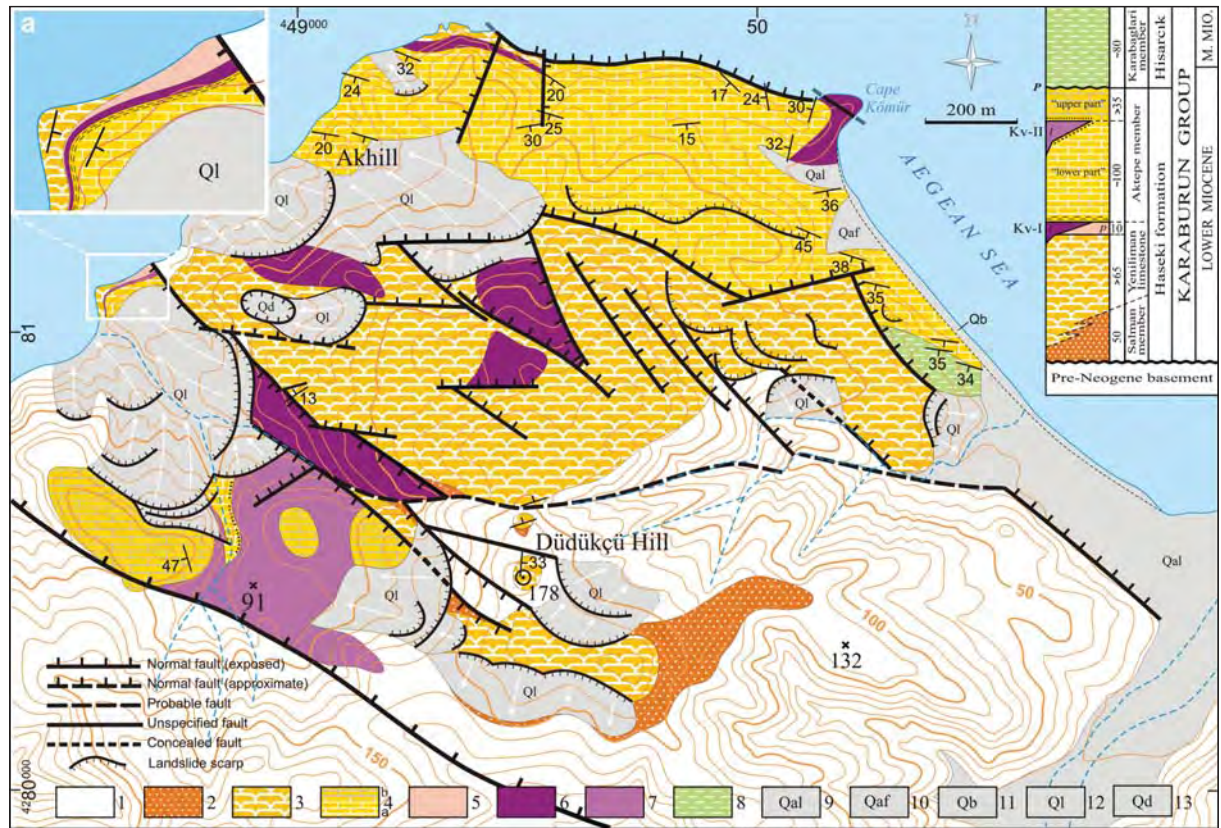 a
449000
50
N
200 m
Cape
Kömür
AEGEAN SEA
Akhill
Ql
Qal
Qaf
Qb
Qd
Ql
81
Düdükçü Hill
178
91
132
50
100
150
4280000
32
24
20
20
25
30
17
24
30
15
32
36
45
38
35
35
34
13
33
47
Ql
Ql
Ql
Ql
Ql
Ql
Ql
Ql
Qal
Normal fault (exposed)
Normal fault (approximate)
Probable fault
Unspecified fault
Concealed fault
Landslide scarp
1
2
3
b
4
a
5
6
7
8
Qal 9
Qaf 10
Qb 11
Ql 12
Qd 13
~80
Karabaglari
member
Hisarcık
M. MIO.
P
>35
"upper part"
Kv-II
t
~100
"lower part"
Aktepe member
Kv-I
10
p
>65
Yeniliman
limestone
50
Salman
member
Haseki formation
KARABURUN GROUP
LOWER MIOCENE
Pre-Neogene basement